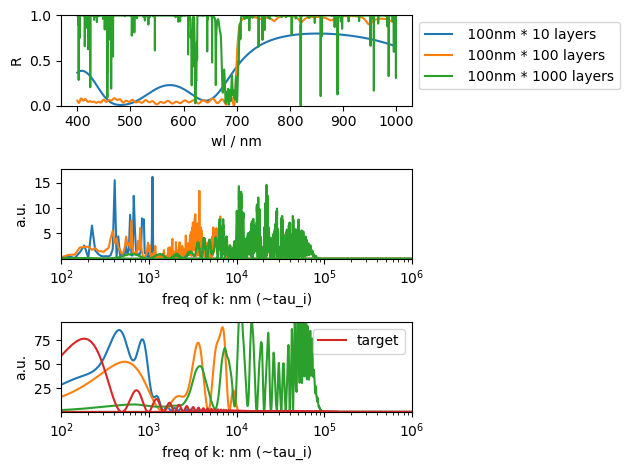 1.0
0.5
0.0
R
400 500 600 700 800 900 1000
wl / nm
100nm * 10 layers
100nm * 100 layers
100nm * 1000 layers
15
10
5
a.u.
10² 10³ 10⁴ 10⁵ 10⁶
freq of k: nm (~tau_i)
75
50
25
a.u.
target
10² 10³ 10⁴ 10⁵ 10⁶
freq of k: nm (~tau_i)